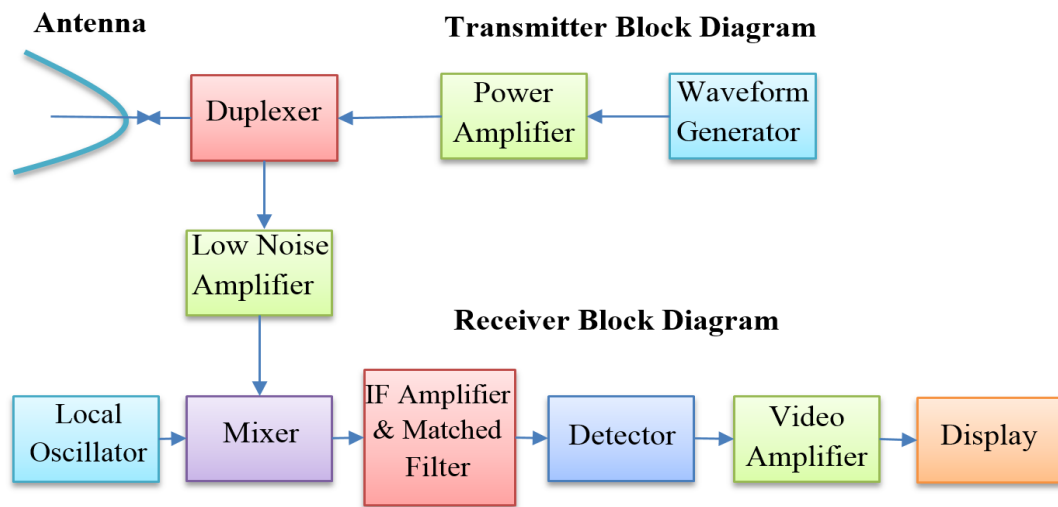 Antenna
Transmitter Block Diagram
Duplexer
Power
Amplifier
Waveform
Generator
Low Noise
Amplifier
Receiver Block Diagram
Local
Oscillator
Mixer
IF Amplifier
& Matched
Filter
Detector
Video
Amplifier
Display